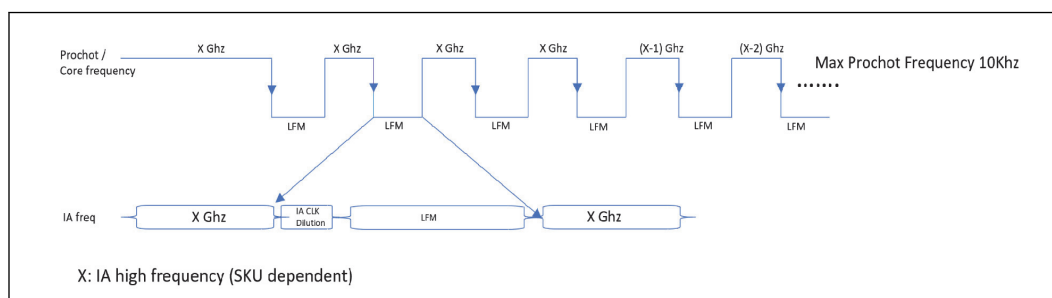 Prochot /
Core frequency
X Ghz
X Ghz
X Ghz
X Ghz
(X-1) Ghz
(X-2) Ghz
Max Prochot Frequency 10Khz
.......
LFM
LFM
LFM
LFM
LFM
LFM
IA freq
X Ghz
IA CLK
Dilution
LFM
X Ghz
X: IA high frequency (SKU dependent)